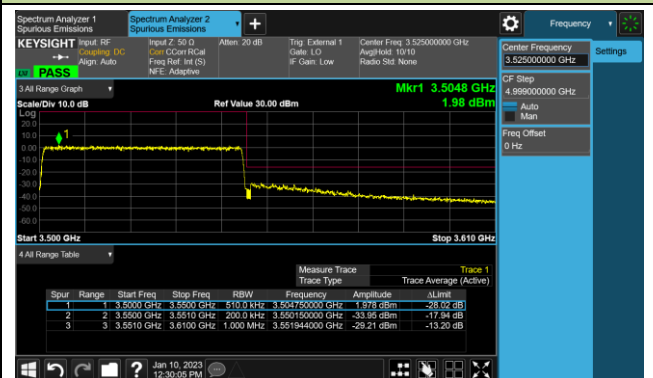 Spectrum Analyzer 1
Spurious Emissions
Spectrum Analyzer 2
Spurious Emissions
Frequency
KEYSIGHT
Input: RF
Coupling: DC
Align: Auto
Input Z: 50 Ω
Corr CCorr RCal
Freq Ref: Int (S)
NFE: Adaptive
Atten: 20 dB
Trig: External 1
Gate: LO
IF Gain: Low
Center Freq: 3.525000000 GHz
Avg|Hold: 10/10
Radio Std: None
PASS
Center Frequency
3.525000000 GHz
Settings
CF Step
4.999000000 GHz
Auto
Man
Freq Offset
0 Hz
3 All Range Graph
Mkr1 3.5048 GHz
1.98 dBm
Scale/Div 10.0 dB
Ref Value 30.00 dBm
Log
20.0
10.0
0.00
-10.0
-20.0
-30.0
-40.0
-50.0
-60.0
1
Start 3.500 GHz
Stop 3.610 GHz
4 All Range Table
Measure Trace Trace 1
Trace Type Trace Average (Active)
Spur Range Start Freq Stop Freq RBW Frequency Amplitude ΔLimit
1 1 3.5000 GHz 3.5500 GHz 510.0 kHz 3.504750000 GHz 1.978 dBm -28.02 dB
2 2 3.5500 GHz 3.5510 GHz 200.0 kHz 3.550150000 GHz -33.95 dBm -17.94 dB
3 3 3.5510 GHz 3.6100 GHz 1.000 MHz 3.551944000 GHz -29.21 dBm -13.20 dB
Jan 10, 2023
12:30:05 PM